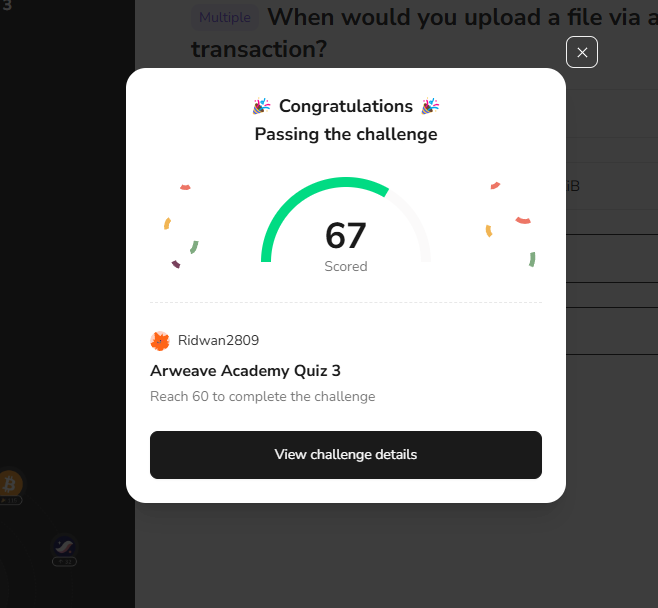 3
Multiple When would you upload a file via a
transaction?
Congratulations
Passing the challenge
iB
67
Scored
Ridwan2809
Arweave Academy Quiz 3
Reach 60 to complete the challenge
View challenge details